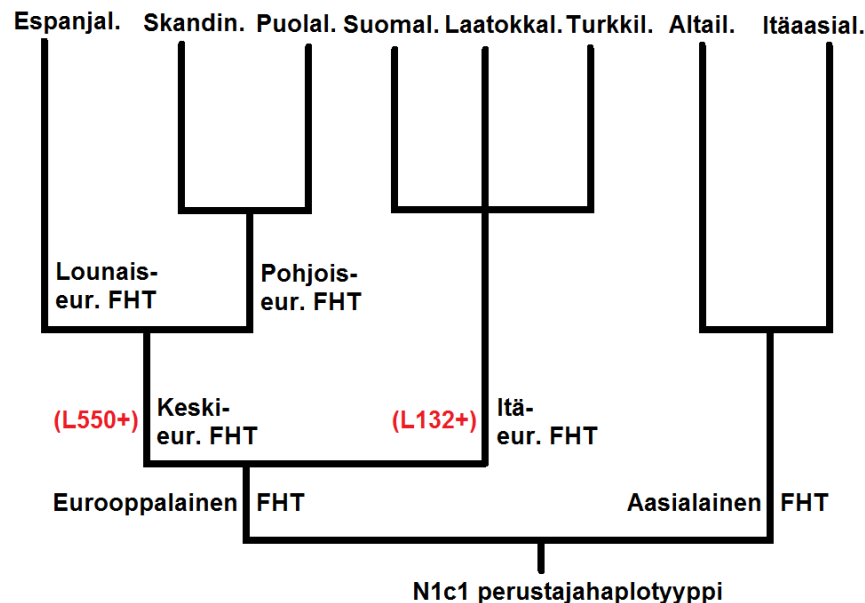 Espanjal. Skandin. Puolal. Suomal. Laatokkal. Turkkil. Altail. Itäaasial.
Lounais-
eur. FHT
Pohjois-
eur. FHT
(L550+)
Keski-
eur. FHT
(L132+)
Itä-
eur. FHT
Eurooppalainen FHT
Aasialainen FHT
N1c1 perustajahaplotyyppi